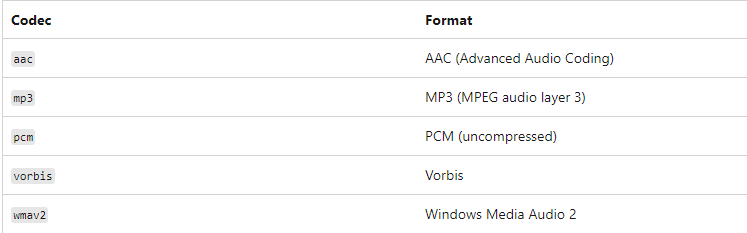 Codec Format
aac AAC (Advanced Audio Coding)
mp3 MP3 (MPEG audio layer 3)
pcm PCM (uncompressed)
vorbis Vorbis
wmav2 Windows Media Audio 2